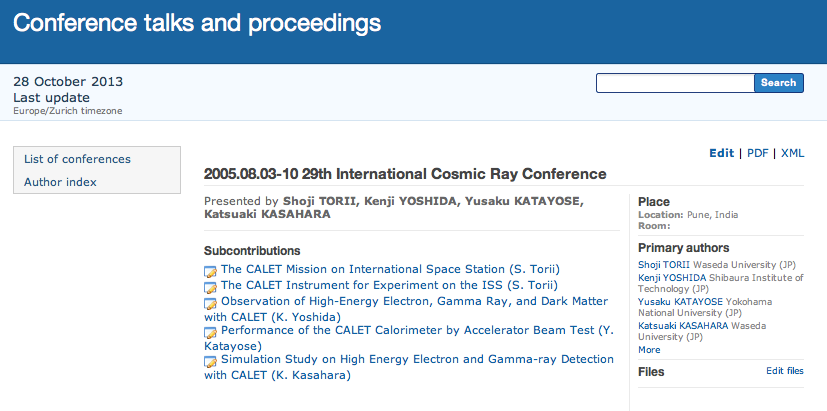 Conference talks and proceedings
28 October 2013
Last update
Europe/Zurich timezone
Search
List of conferences
Author index
Edit | PDF | XML
2005.08.03-10 29th International Cosmic Ray Conference
Presented by Shoji TORII, Kenji YOSHIDA, Yusaku KATAYOSE,
Katsuaki KASAHARA
Subcontributions
The CALET Mission on International Space Station (S. Torii)
The CALET Instrument for Experiment on the ISS (S. Torii)
Observation of High-Energy Electron, Gamma Ray, and Dark Matter
with CALET (K. Yoshida)
Performance of the CALET Calorimeter by Accelerator Beam Test (Y.
Katayose)
Simulation Study on High Energy Electron and Gamma-ray Detection
with CALET (K. Kasahara)
Place
Location: Pune, India
Room:
Primary authors
Shoji TORII Waseda University (JP)
Kenji YOSHIDA Shibaura Institute of
Technology (JP)
Yusaku KATAYOSE Yokohama
National University (JP)
Katsuaki KASAHARA Waseda
University (JP)
More
Files
Edit files